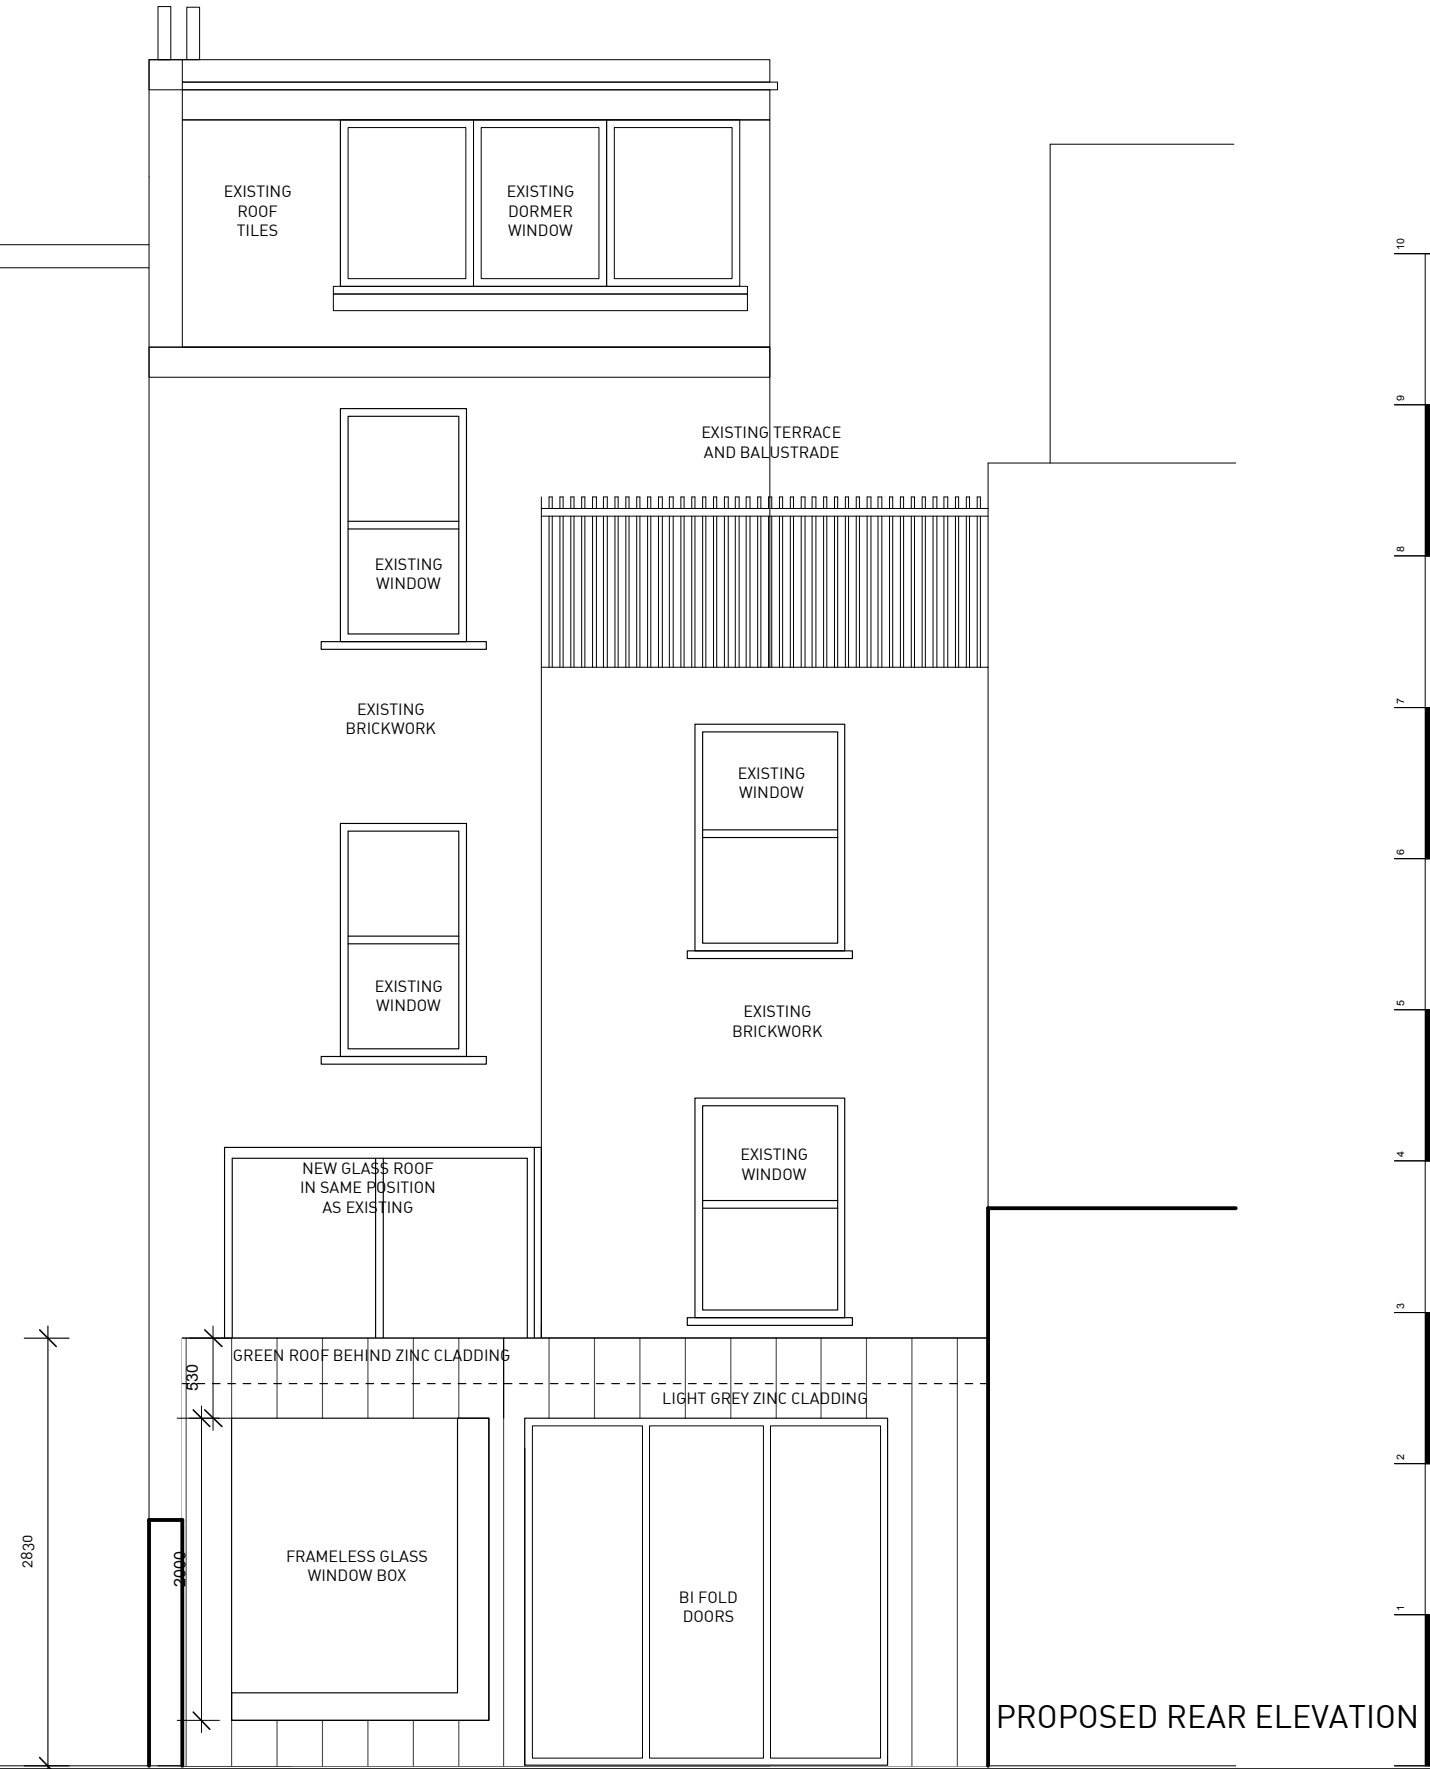 EXISTING
ROOF
TILES
EXISTING
DORMER
WINDOW
10
9
EXISTING TERRACE
AND BALUSTRADE
8
EXISTING
WINDOW
7
EXISTING
BRICKWORK
EXISTING
WINDOW
6
EXISTING
WINDOW
5
EXISTING
BRICKWORK
4
EXISTING
WINDOW
NEW GLASS ROOF
IN SAME POSITION
AS EXISTING
3
GREEN ROOF BEHIND ZINC CLADDING
530
LIGHT GREY ZINC CLADDING
2
2830
2000
FRAMELESS GLASS
WINDOW BOX
BI FOLD
DOORS
1
PROPOSED REAR ELEVATION